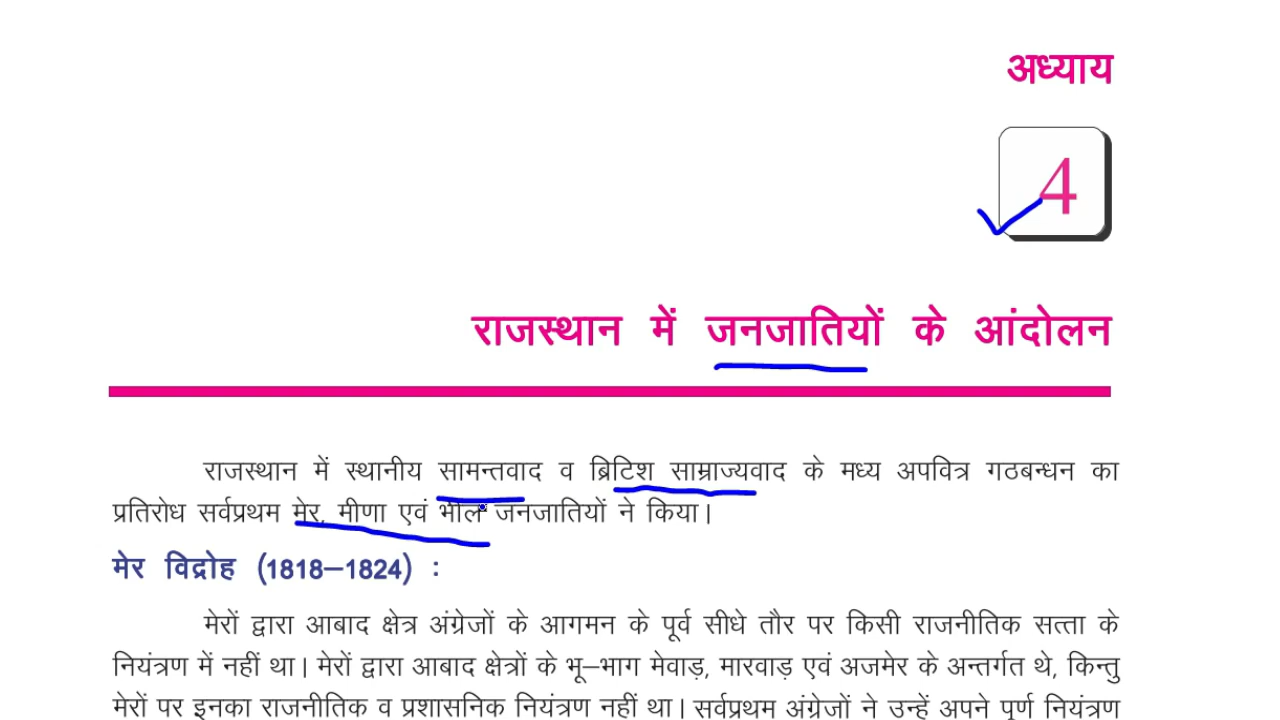 अध्याय
4
राजस्थान में जनजातियों के आंदोलन
राजस्थान में स्थानीय सामन्तवाद व ब्रिटिश साम्राज्यवाद के मध्य अपवित्र गठबन्धन का
प्रतिरोध सर्वप्रथम मेर, मीणा एवं भील जनजातियों ने किया।
मेर विद्रोह (1818–1824) :
मेरों द्वारा आबाद क्षेत्र अंग्रेजों के आगमन के पूर्व सीधे तौर पर किसी राजनीतिक सत्ता के
नियंत्रण में नहीं था। मेरों द्वारा आबाद क्षेत्रों के भू–भाग मेवाड़, मारवाड़ एवं अजमेर के अन्तर्गत थे, किन्तु
मेरों पर इनका राजनीतिक व प्रशासनिक नियंत्रण नहीं था। सर्वप्रथम अंग्रेजों ने उन्हें अपने पूर्ण नियंत्रण